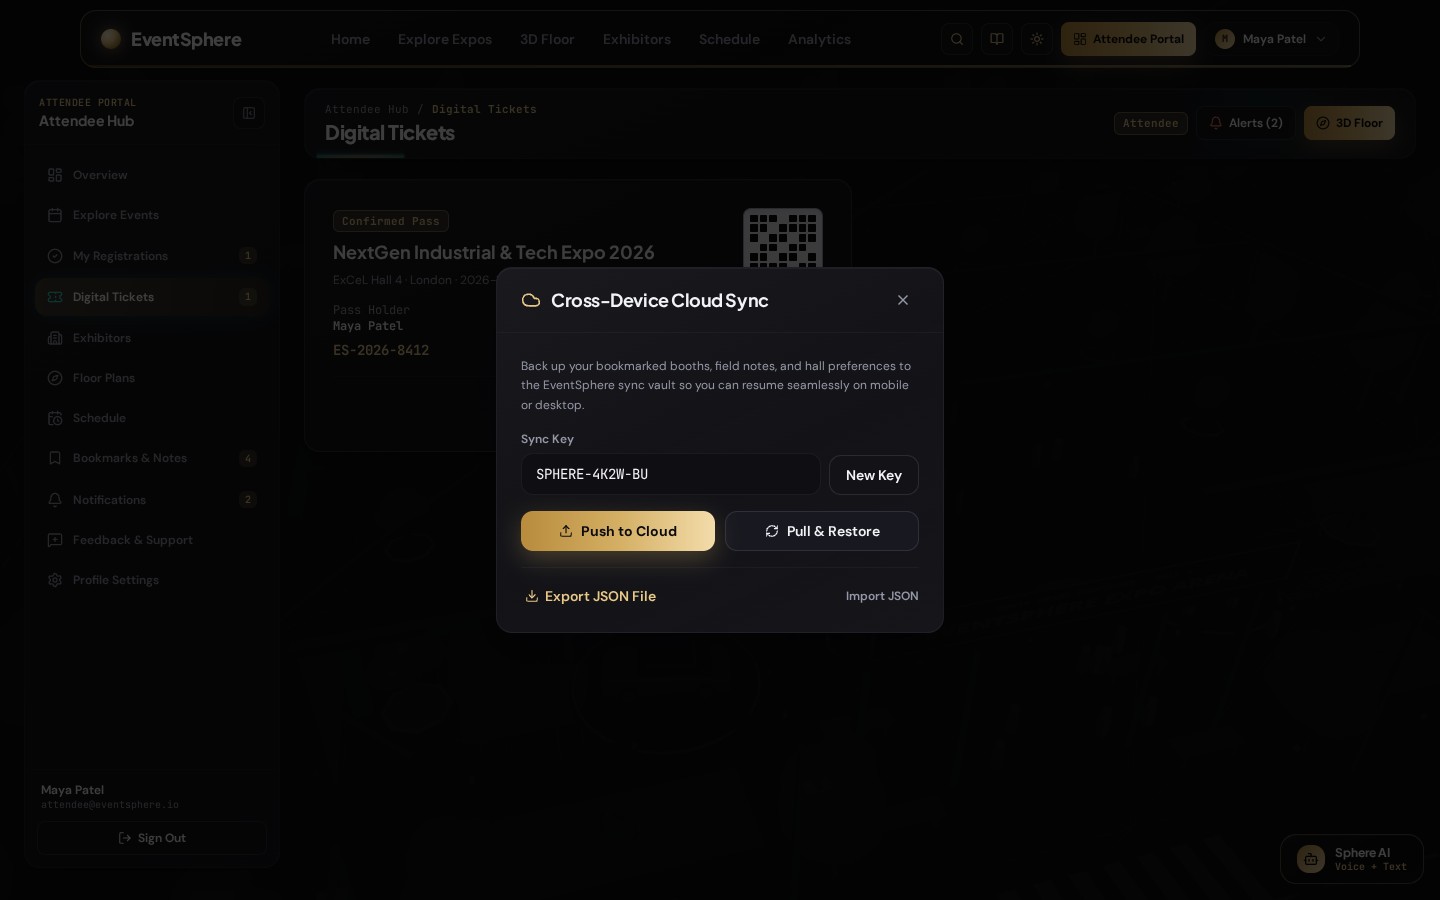 EventSphere
Home
Explore Expos
3D Floor
Exhibitors
Schedule
Analytics
Attendee Portal
M
Maya Patel
ATTENDEE PORTAL
Attendee Hub
Overview
Explore Events
My Registrations
1
Digital Tickets
1
Exhibitors
Floor Plans
Schedule
Bookmarks & Notes
4
Notifications
2
Feedback & Support
Profile Settings
Maya Patel
attendee@eventsphere.io
Sign Out
Attendee Hub / Digital Tickets
Digital Tickets
Attendee
Alerts (2)
3D Floor
Confirmed Pass
NextGen Industrial & Tech Expo 2026
ExCeL Hall 4 · London · 2026-
Pass Holder
Maya Patel
ES-2026-8412
Cross-Device Cloud Sync
Back up your bookmarked booths, field notes, and hall preferences to
the EventSphere sync vault so you can resume seamlessly on mobile
or desktop.
Sync Key
SPHERE-4K2W-BU
New Key
Push to Cloud
Pull & Restore
Export JSON File
Import JSON
Sphere AI
Voice + Text